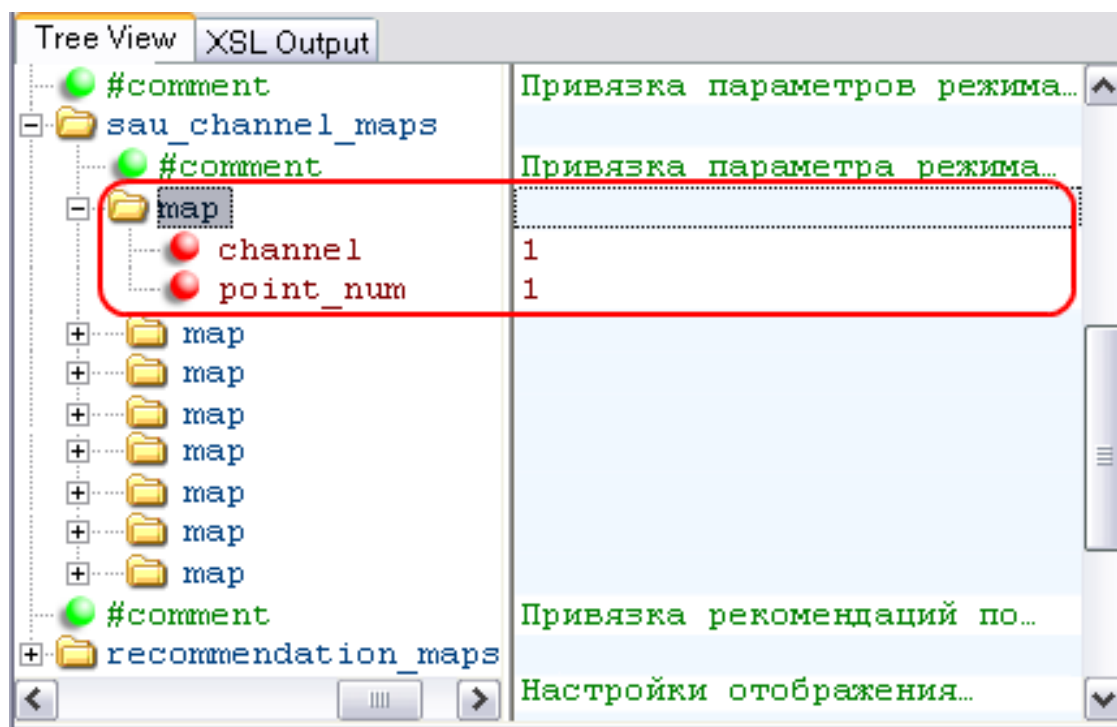 Tree View XSL Output
#comment Привязка параметров режима…
sau_channel_maps
#comment Привязка параметра режима…
map
channel 1
point_num 1
map
map
map
map
map
map
map
#comment Привязка рекомендаций по…
recommendation_maps
Настройки отображения…